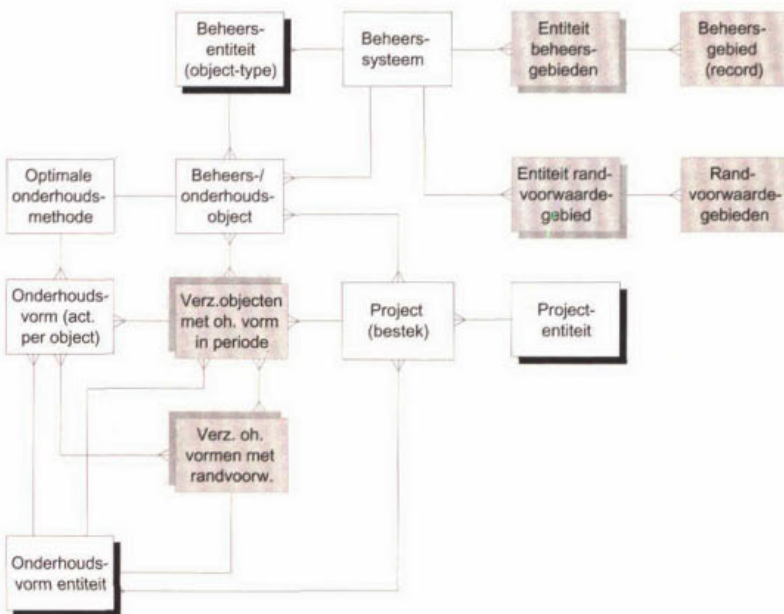 Beheers-
entiteit
(object-type)
Beheers-
systeem
Entiteit
beheers-
gebieden
Beheers-
gebied
(record)
Optimale
onderhouds-
methode
Beheers-/
onderhouds-
object
Entiteit rand-
voorwaarde-
gebied
Rand-
voorwaarde-
gebieden
Onderhouds-
vorm (act.
per object)
Verz.objecten
met oh. vorm
in periode
Project
(bestek)
Project-
entiteit
Verz. oh.
vormen met
randvoorw.
Onderhouds-
vorm entiteit